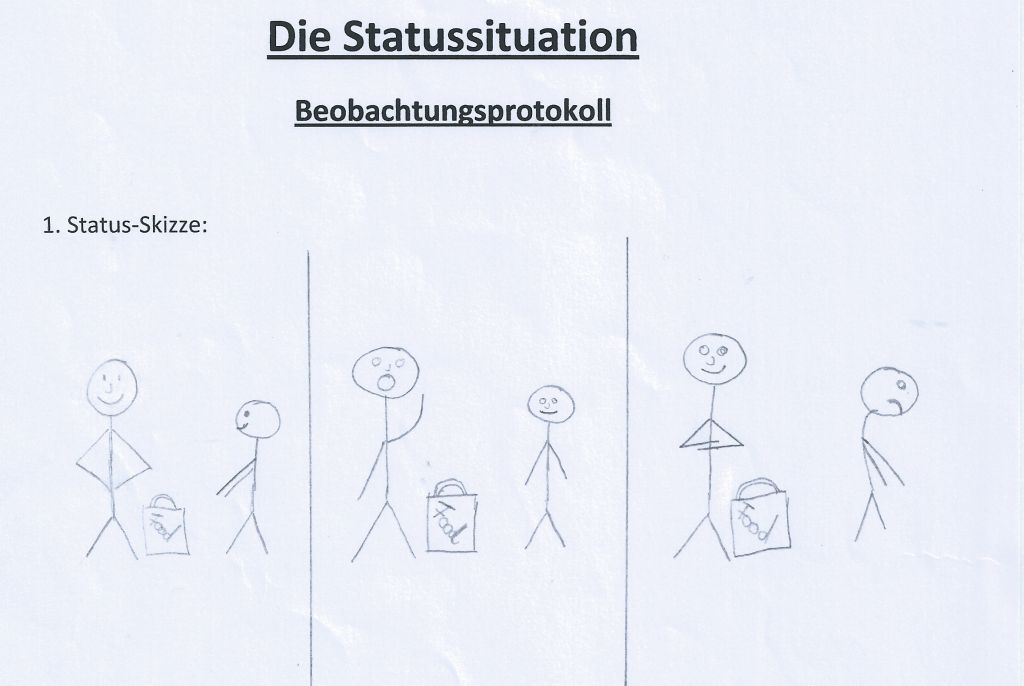 Die Statussituation
Beobachtungsprotokoll
1. Status-Skizze:
food
food
food